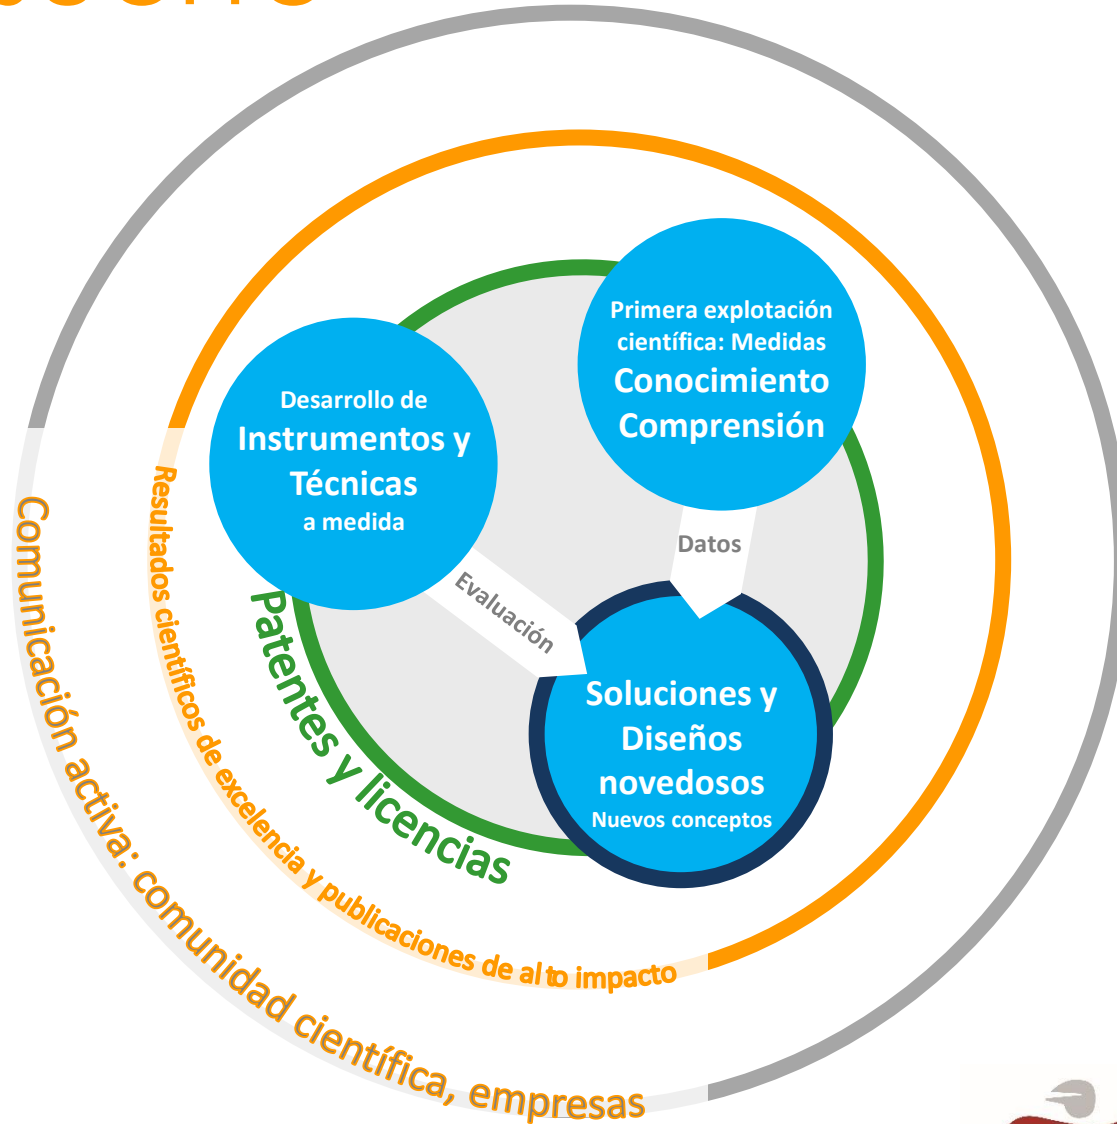 Primera explotación
científica: Medidas
Conocimiento
Comprensión
Desarrollo de
Instrumentos y
Técnicas
a medida
Datos
Evaluación
Soluciones y
Diseños
novedosos
Nuevos conceptos
Patentes y licencias
Resultados científicos de excelencia y publicaciones de alto impacto
Comunicación activa: comunidad científica, empresas